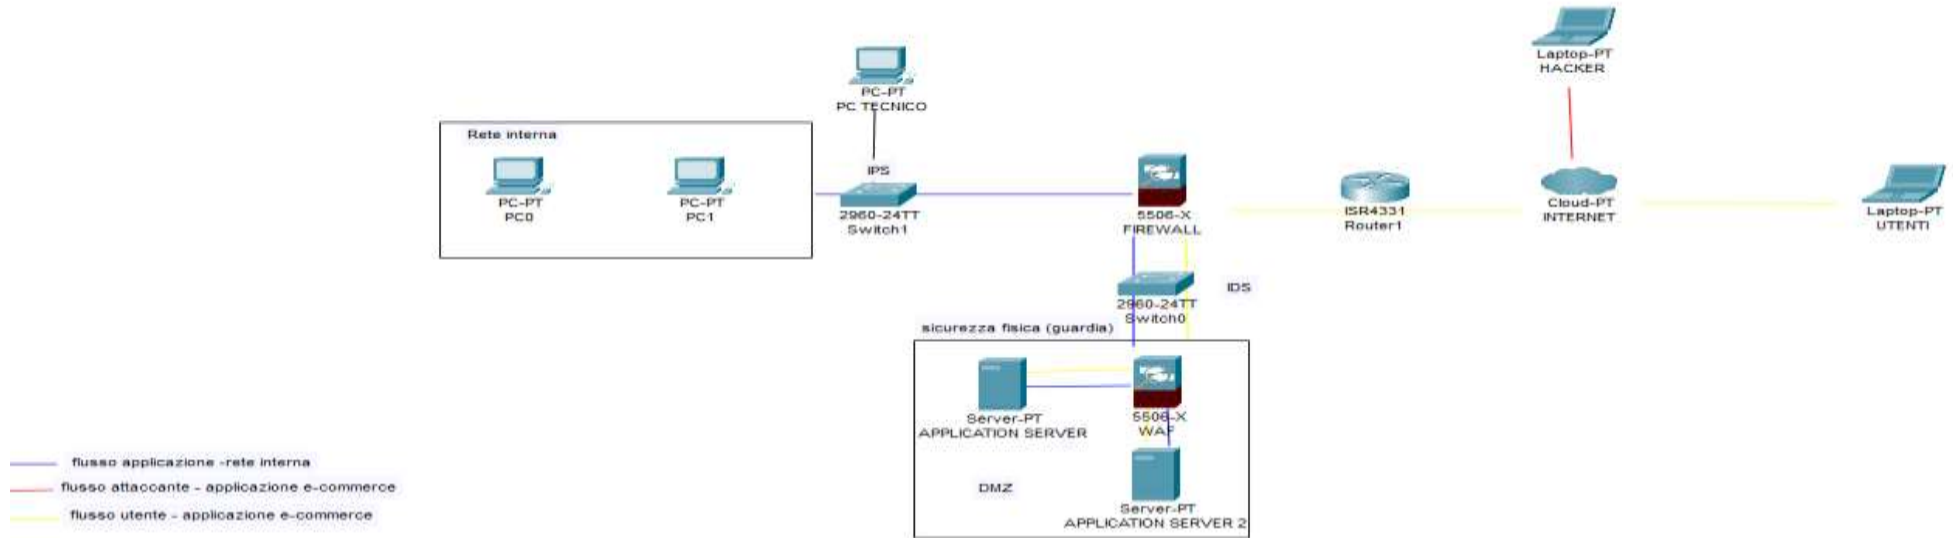 Laptop-PT
HACKER
PC-PT
PC TECNICO
Rete interna
PC-PT
PC0
PC-PT
PC1
IPS
2960-24TT
Switch1
5506-X
FIREWALL
ISR4331
Router1
Cloud-PT
INTERNET
Laptop-PT
UTENTI
IDS
2960-24TT
Switch0
sicurezza fisica (guardia)
Server-PT
APPLICATION SERVER
5506-X
WAF
DMZ
Server-PT
APPLICATION SERVER 2
flusso applicazione -rete interna
flusso attaccante - applicazione e-commerce
flusso utente - applicazione e-commerce